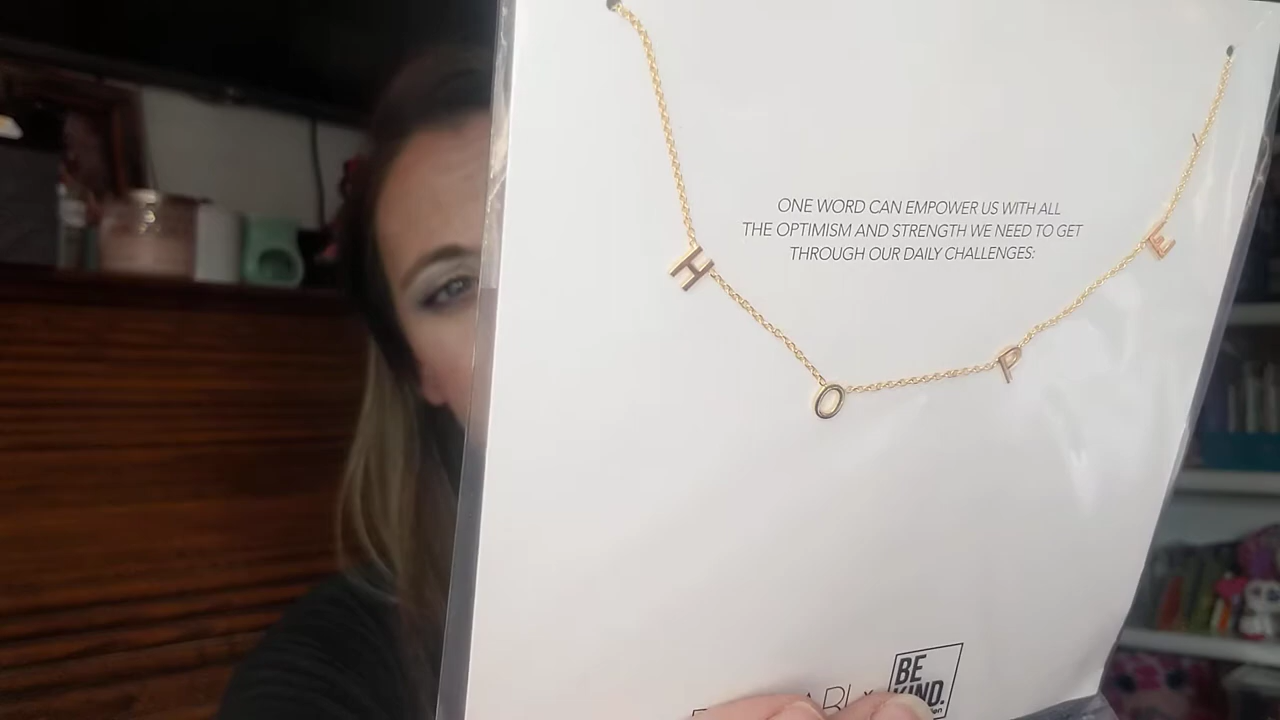 ONE WORD CAN EMPOWER US WITH ALL
THE OPTIMISM AND STRENGTH WE NEED TO GET
THROUGH OUR DAILY CHALLENGES:
H O P E
BE
KIND.